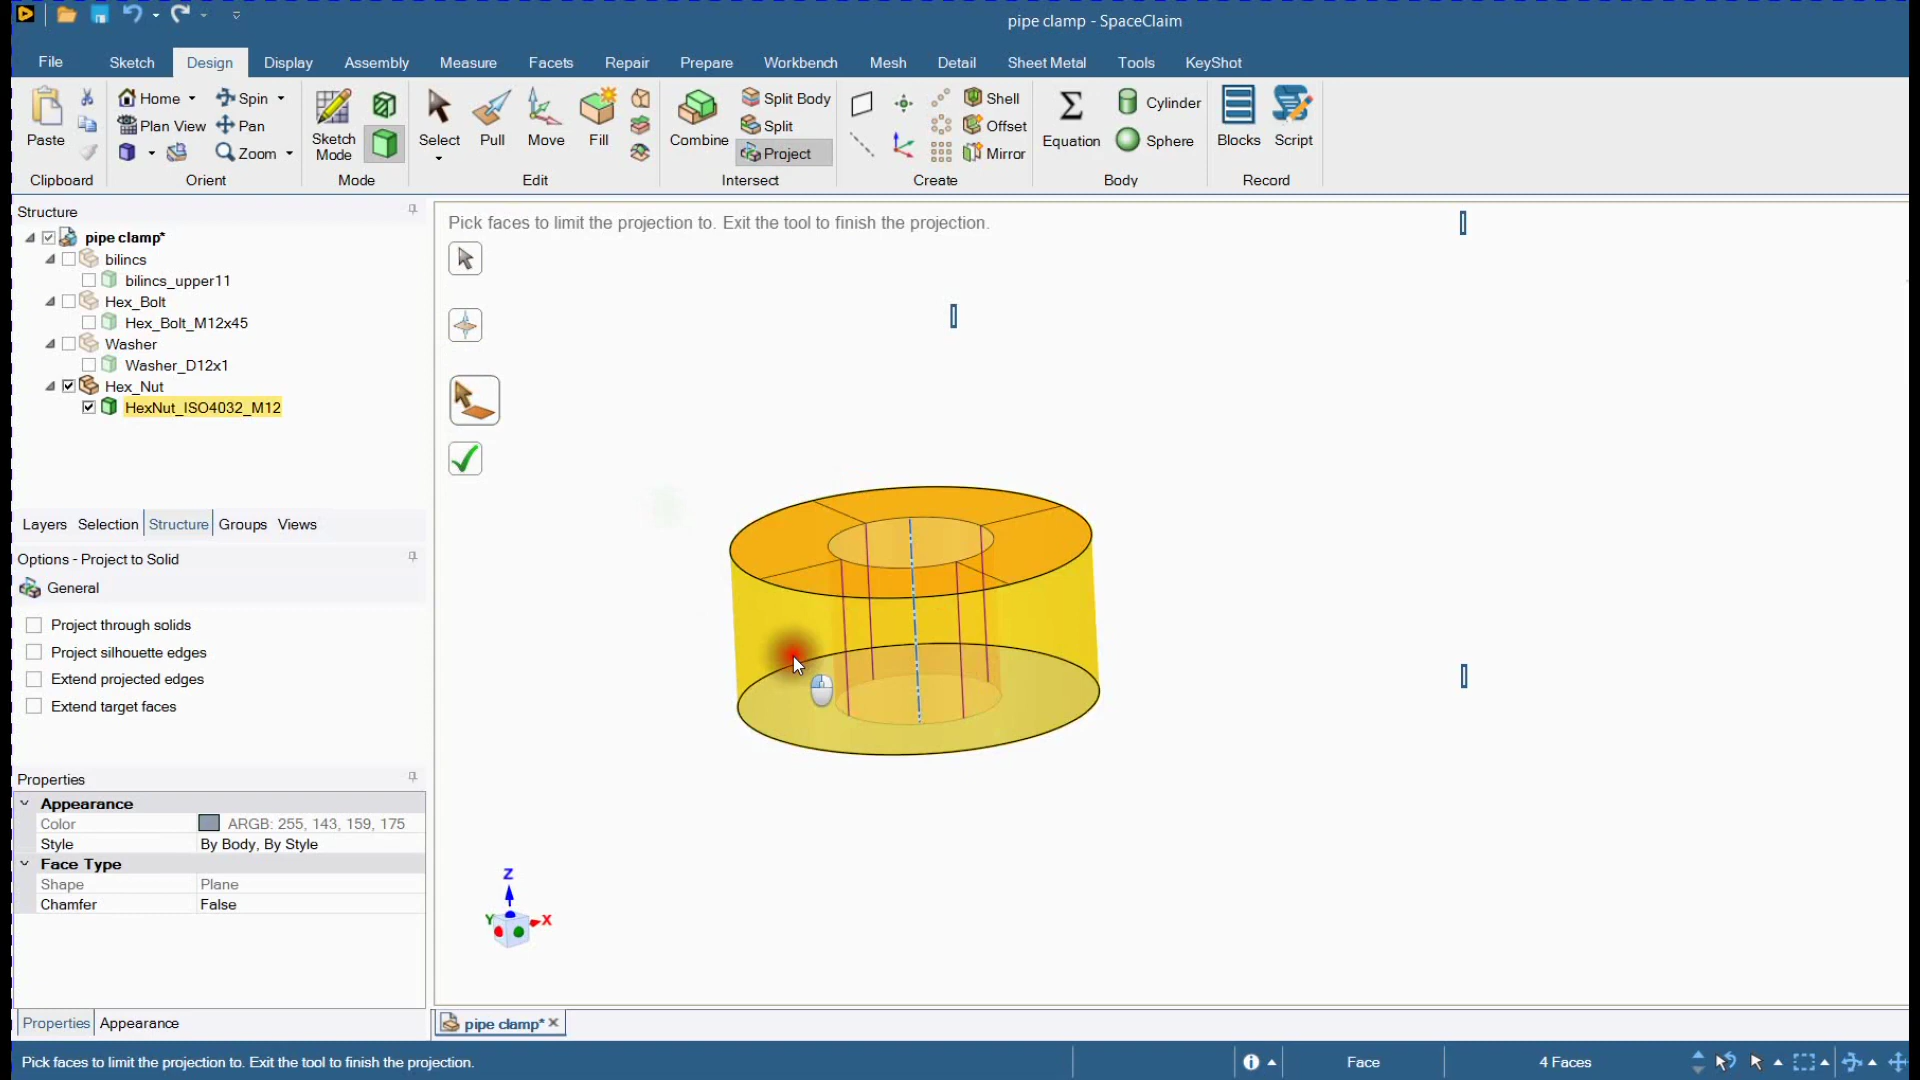 pipe clamp - SpaceClaim
File Sketch Design Display Assembly Measure Facets Repair Prepare Workbench Mesh Detail Sheet Metal Tools KeyShot
Paste
Home
Plan View
Spin
Pan
Zoom
Sketch
Mode
Select
Pull
Move
Fill
Combine
Split Body
Split
Project
Shell
Offset
Mirror
Equation
Cylinder
Sphere
Blocks
Script
Clipboard Orient Mode Edit Intersect Create Body Record
Structure
pipe clamp*
bilincs
bilincs_upper11
Hex_Bolt
Hex_Bolt_M12x45
Washer
Washer_D12x1
Hex_Nut
HexNut_ISO4032_M12
Layers Selection Structure Groups Views
Options - Project to Solid
General
Project through solids
Project silhouette edges
Extend projected edges
Extend target faces
Properties
Appearance
Color ARGB: 255, 143, 159, 175
Style By Body, By Style
Face Type
Shape Plane
Chamfer False
Properties Appearance
Pick faces to limit the projection to. Exit the tool to finish the projection.
Z
Y
X
pipe clamp*
Pick faces to limit the projection to. Exit the tool to finish the projection.
Face
4 Faces